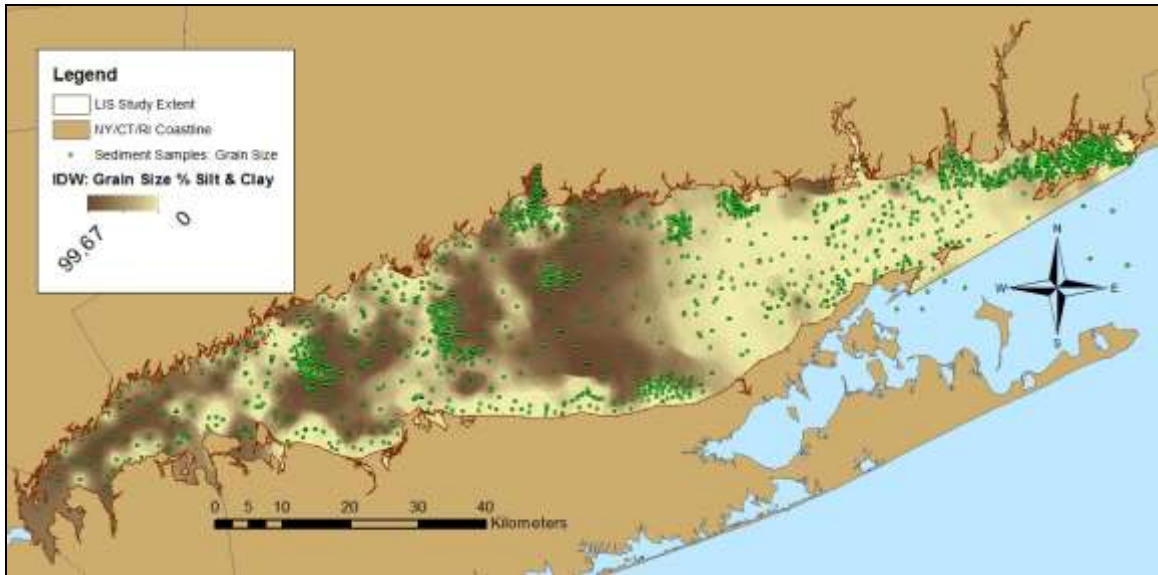 Legend
LIS Study Extent
NY/CT/RI Coastline
Sediment Samples: Grain Size
IDW: Grain Size % Silt & Clay
99.67 0
N
W E
S
0 5 10 20 30 40
Kilometers